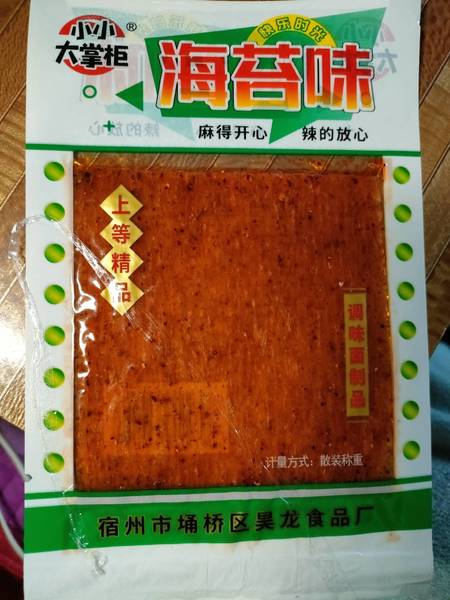 小小
大掌柜®
快乐时光
海苔味
麻得开心 辣的放心
上等精品
调味面制品
计量方式：散装称重
宿州市埇桥区昊龙食品厂